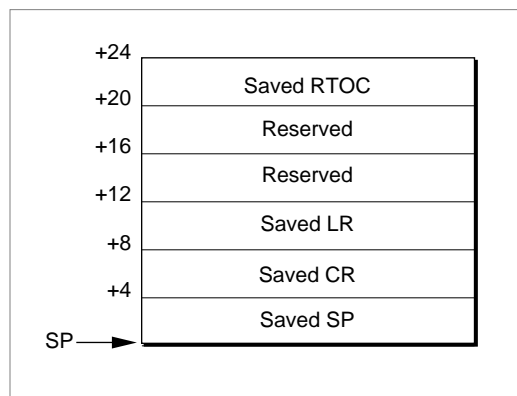 +24
Saved RTOC
+20
Reserved
+16
Reserved
+12
Saved LR
+8
Saved CR
+4
Saved SP
SP